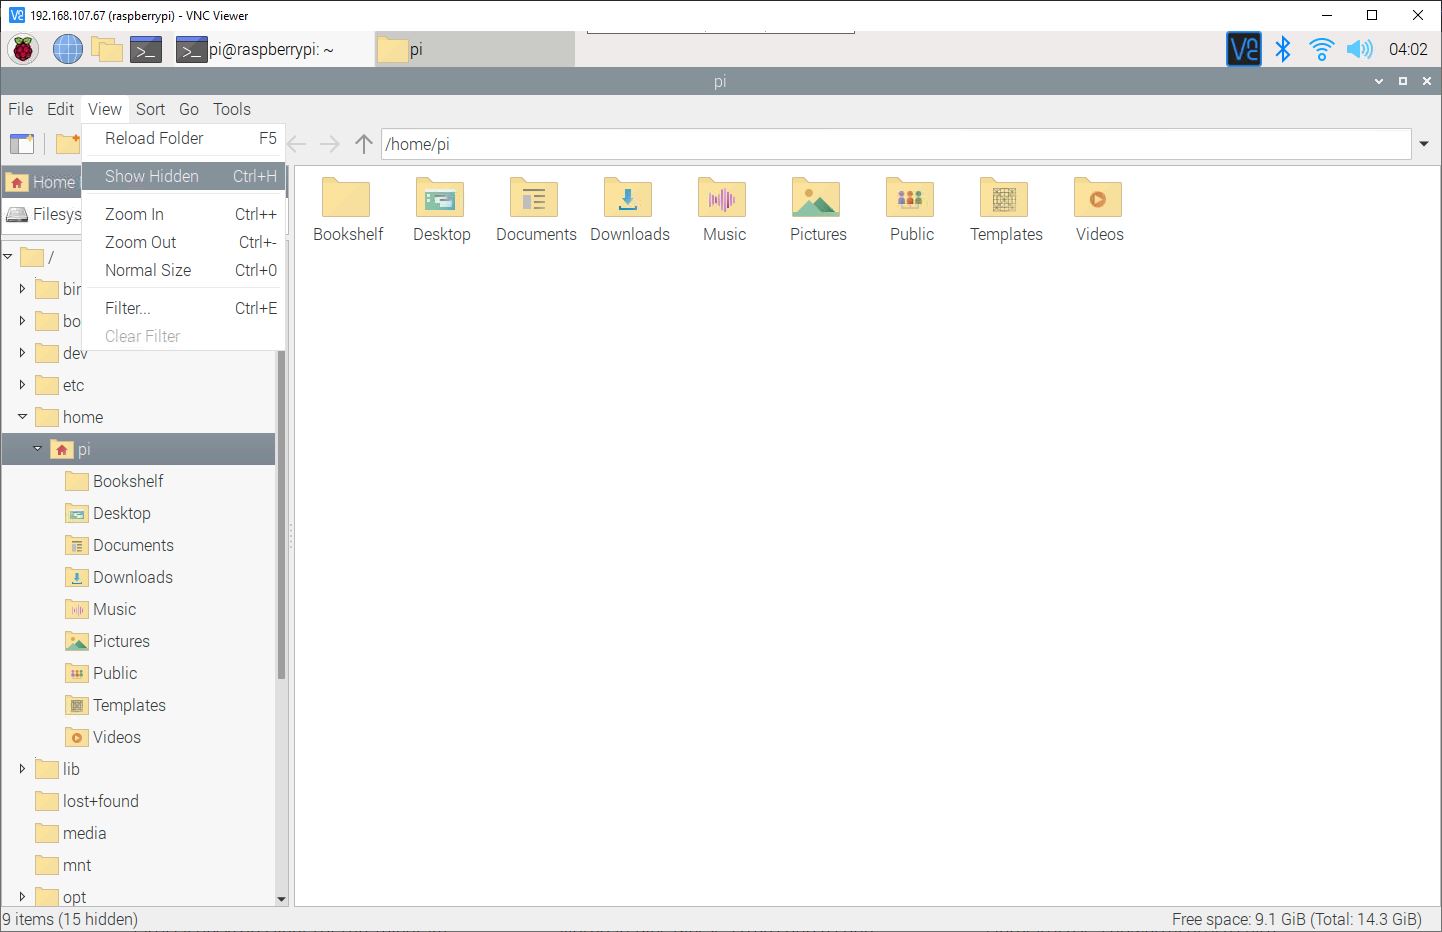 192.168.107.67 (raspberrypi) - VNC Viewer
pi@raspberrypi: ~
pi
04:02
pi
File Edit View Sort Go Tools
Reload Folder F5
/home/pi
Show Hidden Ctrl+H
Home
Filesys
Zoom In Ctrl++
Zoom Out Ctrl+-
Normal Size Ctrl+0
Filter... Ctrl+E
Clear Filter
Bookshelf Desktop Documents Downloads Music Pictures Public Templates Videos
/
bin
bo
dev
etc
home
pi
Bookshelf
Desktop
Documents
Downloads
Music
Pictures
Public
Templates
Videos
lib
lost+found
media
mnt
opt
9 items (15 hidden)
Free space: 9.1 GiB (Total: 14.3 GiB)